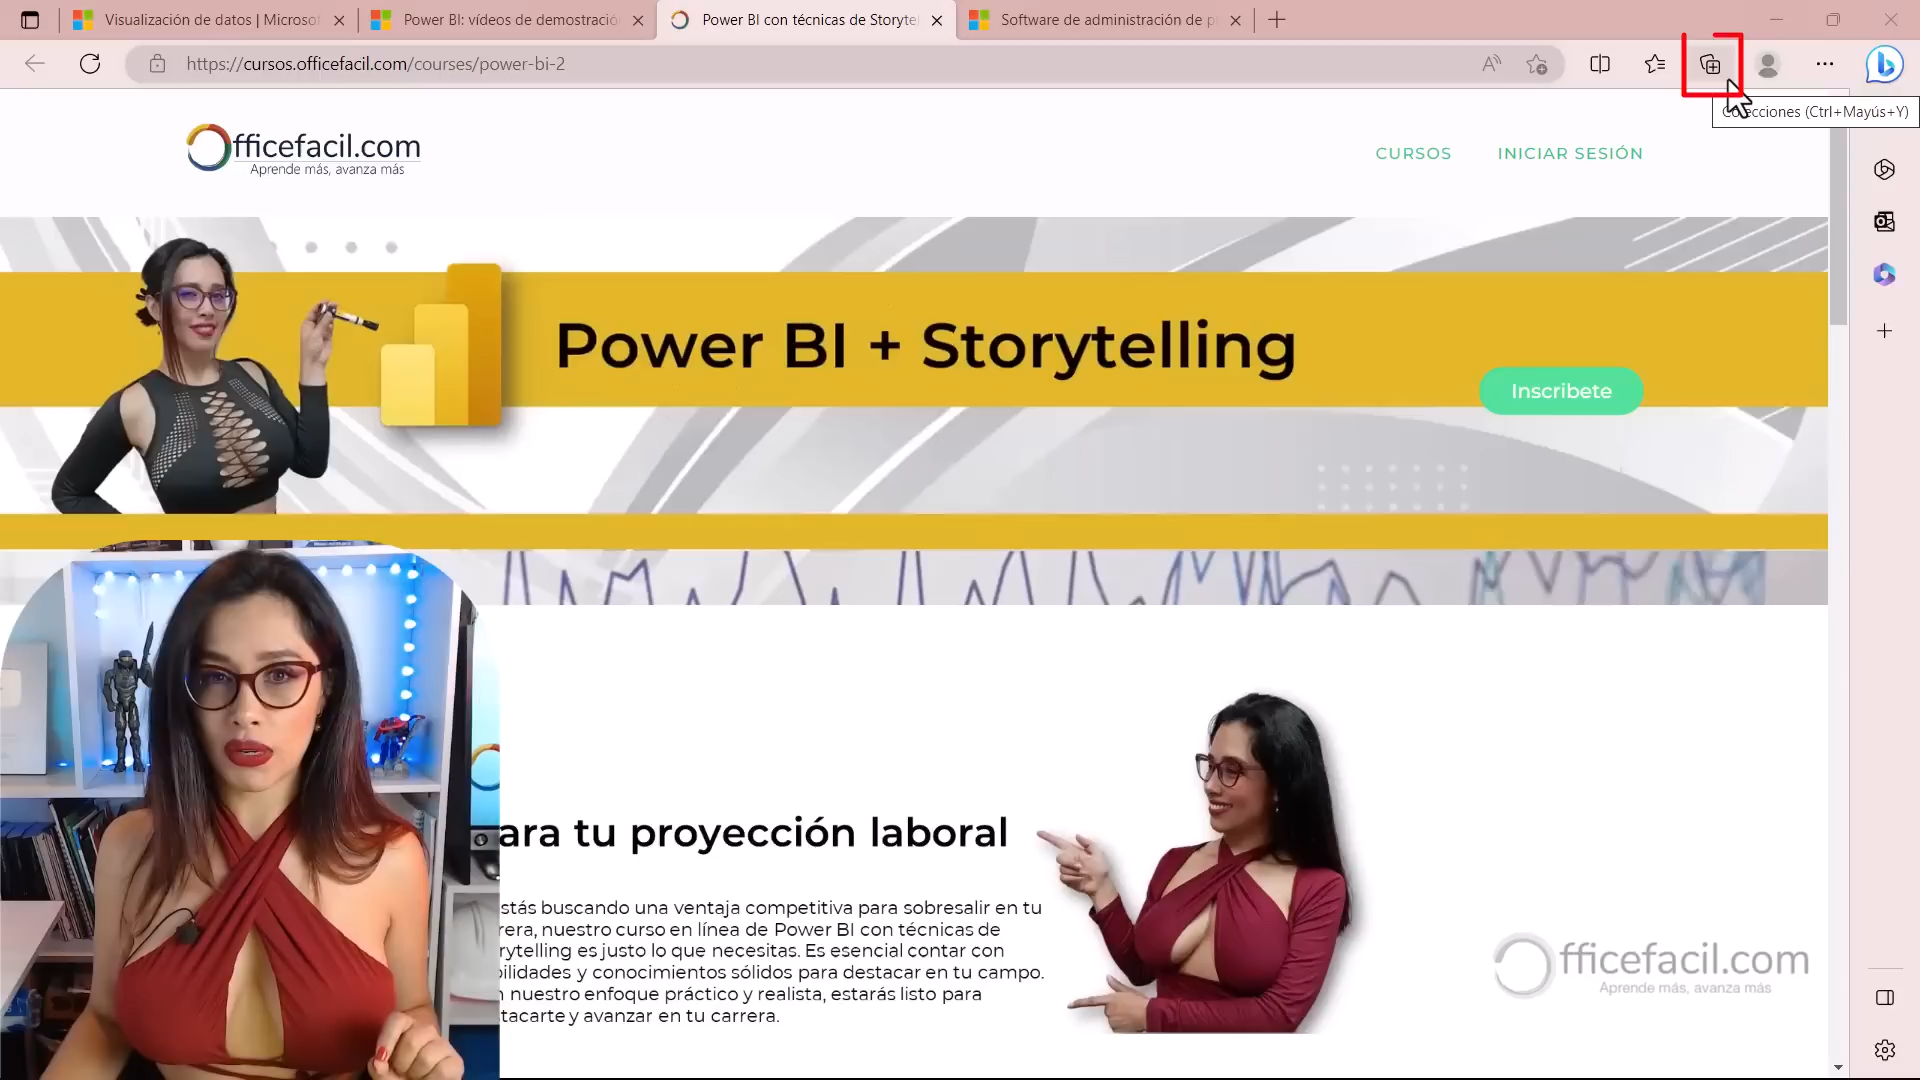 Visualización de datos | Microso
Power BI: vídeos de demostració
Power BI con técnicas de Storyte
Software de administración de p
https://cursos.officefacil.com/courses/power-bi-2
Colecciones (Ctrl+Mayús+Y)
Officefacil.com
Aprende más, avanza más
CURSOS
INICIAR SESIÓN
Power BI + Storytelling
Inscribete
ara tu proyección laboral
stás buscando una ventaja competitiva para sobresalir en tu
rera, nuestro curso en línea de Power BI con técnicas de
rytelling es justo lo que necesitas. Es esencial contar con
bilidades y conocimientos sólidos para destacar en tu campo.
n nuestro enfoque práctico y realista, estarás listo para
tacarte y avanzar en tu carrera.
Officefacil.com
Aprende más, avanza más